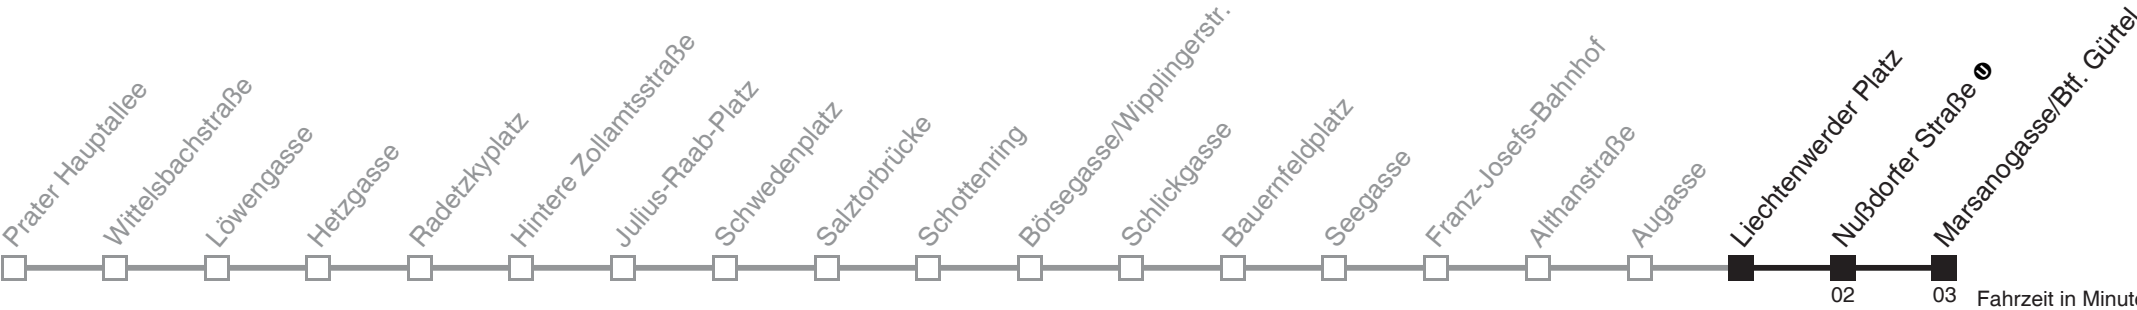 Prater Hauptallee
Wittelsbachstraße
Löwengasse
Hetzgasse
Radetzkyplatz
Hintere Zollamtsstraße
Julius-Raab-Platz
Schwedenplatz
Salztorbrücke
Schottenring
Börsegasse/Wipplingerstr.
Schlickgasse
Bauernfeldplatz
Seegasse
Franz-Josefs-Bahnhof
Althanstraße
Augasse
Liechtenwerder Platz
Nußdorfer Straße U
Marsanogasse/Btf. Gürtel
02
03
Fahrzeit in Minute